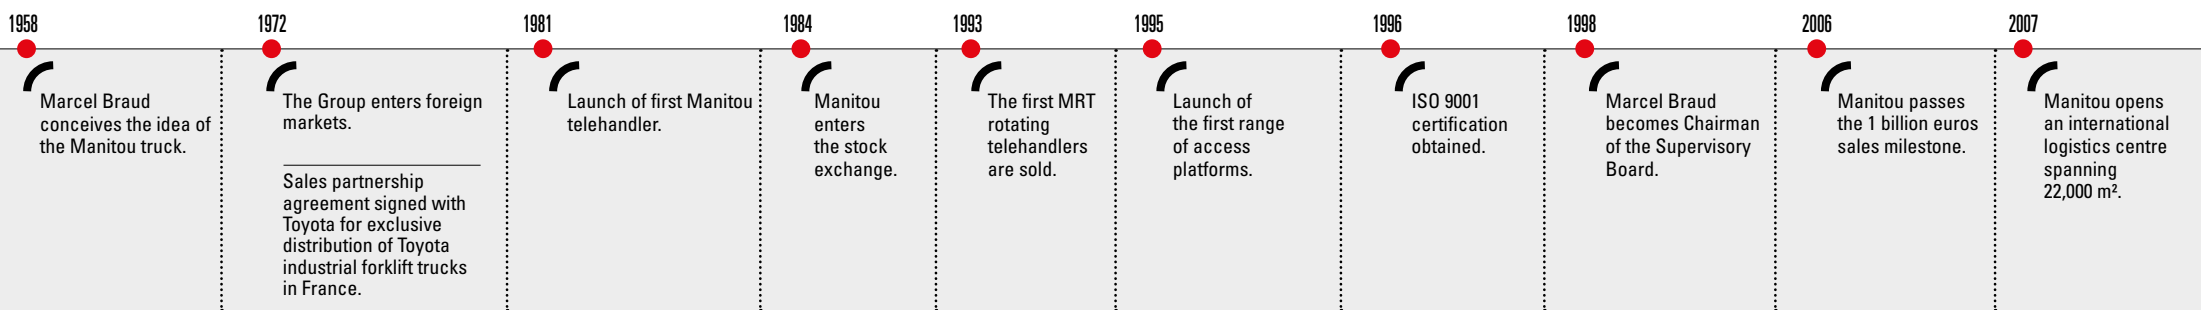 1958
Marcel Braud
conceives the idea of
the Manitou truck.
1972
The Group enters foreign
markets.
Sales partnership
agreement signed with
Toyota for exclusive
distribution of Toyota
industrial forklift trucks
in France.
1981
Launch of first Manitou
telehandler.
1984
Manitou
enters
the stock
exchange.
1993
The first MRT
rotating
telehandlers
are sold.
1995
Launch of
the first range
of access
platforms.
1996
ISO 9001
certification
obtained.
1998
Marcel Braud
becomes Chairman
of the Supervisory
Board.
2006
Manitou passes
the 1 billion euros
sales milestone.
2007
Manitou opens
an international
logistics centre
spanning
22,000 m².